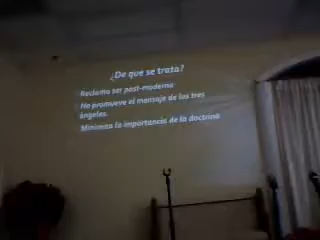 ¿De que se trata?
Reclama ser post-moderna
No promueve el mensaje de los tres
ángeles.
Minimiza la importancia de la doctrina